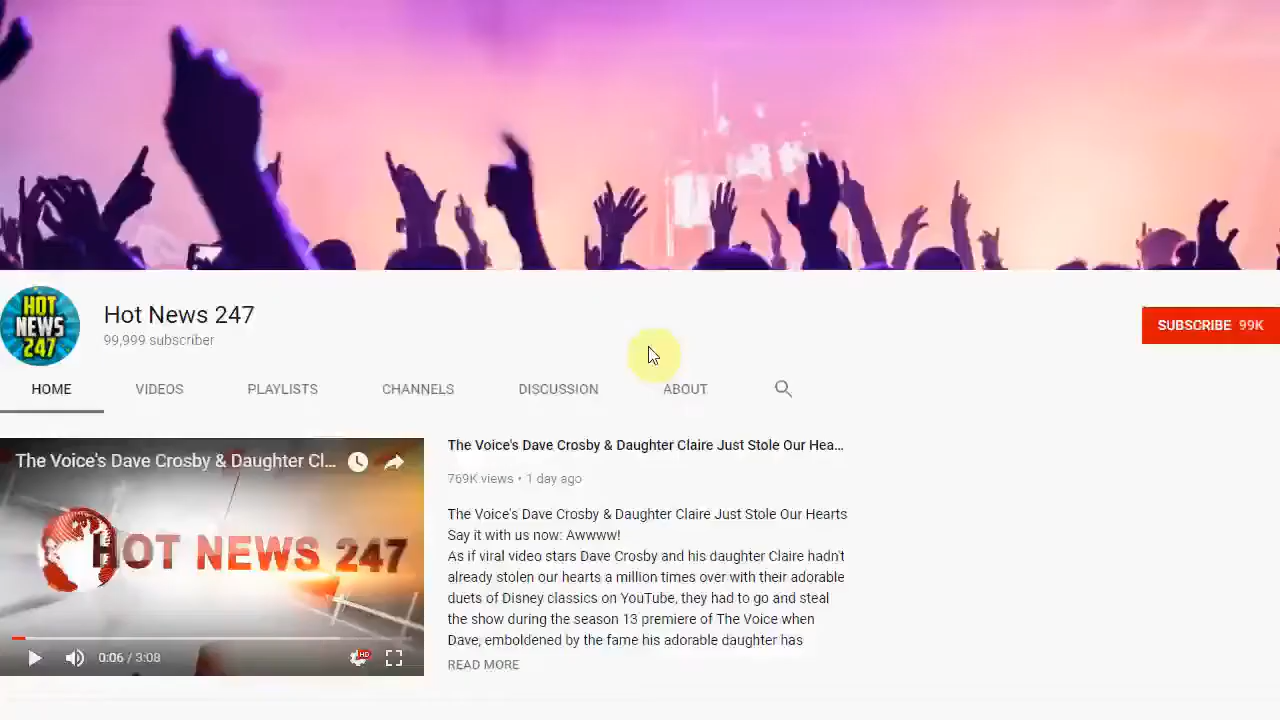 HOT
NEWS
247
Hot News 247
99,999 subscriber
SUBSCRIBE 99K
HOME VIDEOS PLAYLISTS CHANNELS DISCUSSION ABOUT
The Voice's Dave Crosby & Daughter Cl...
HOT NEWS 247
HD
0:06 / 3:08
The Voice's Dave Crosby & Daughter Claire Just Stole Our Hea...
769K views • 1 day ago
The Voice's Dave Crosby & Daughter Claire Just Stole Our Hearts
Say it with us now: Awwww!
As if viral video stars Dave Crosby and his daughter Claire hadn't
already stolen our hearts a million times over with their adorable
duets of Disney classics on YouTube, they had to go and steal
the show during the season 13 premiere of The Voice when
Dave, emboldened by the fame his adorable daughter has
READ MORE